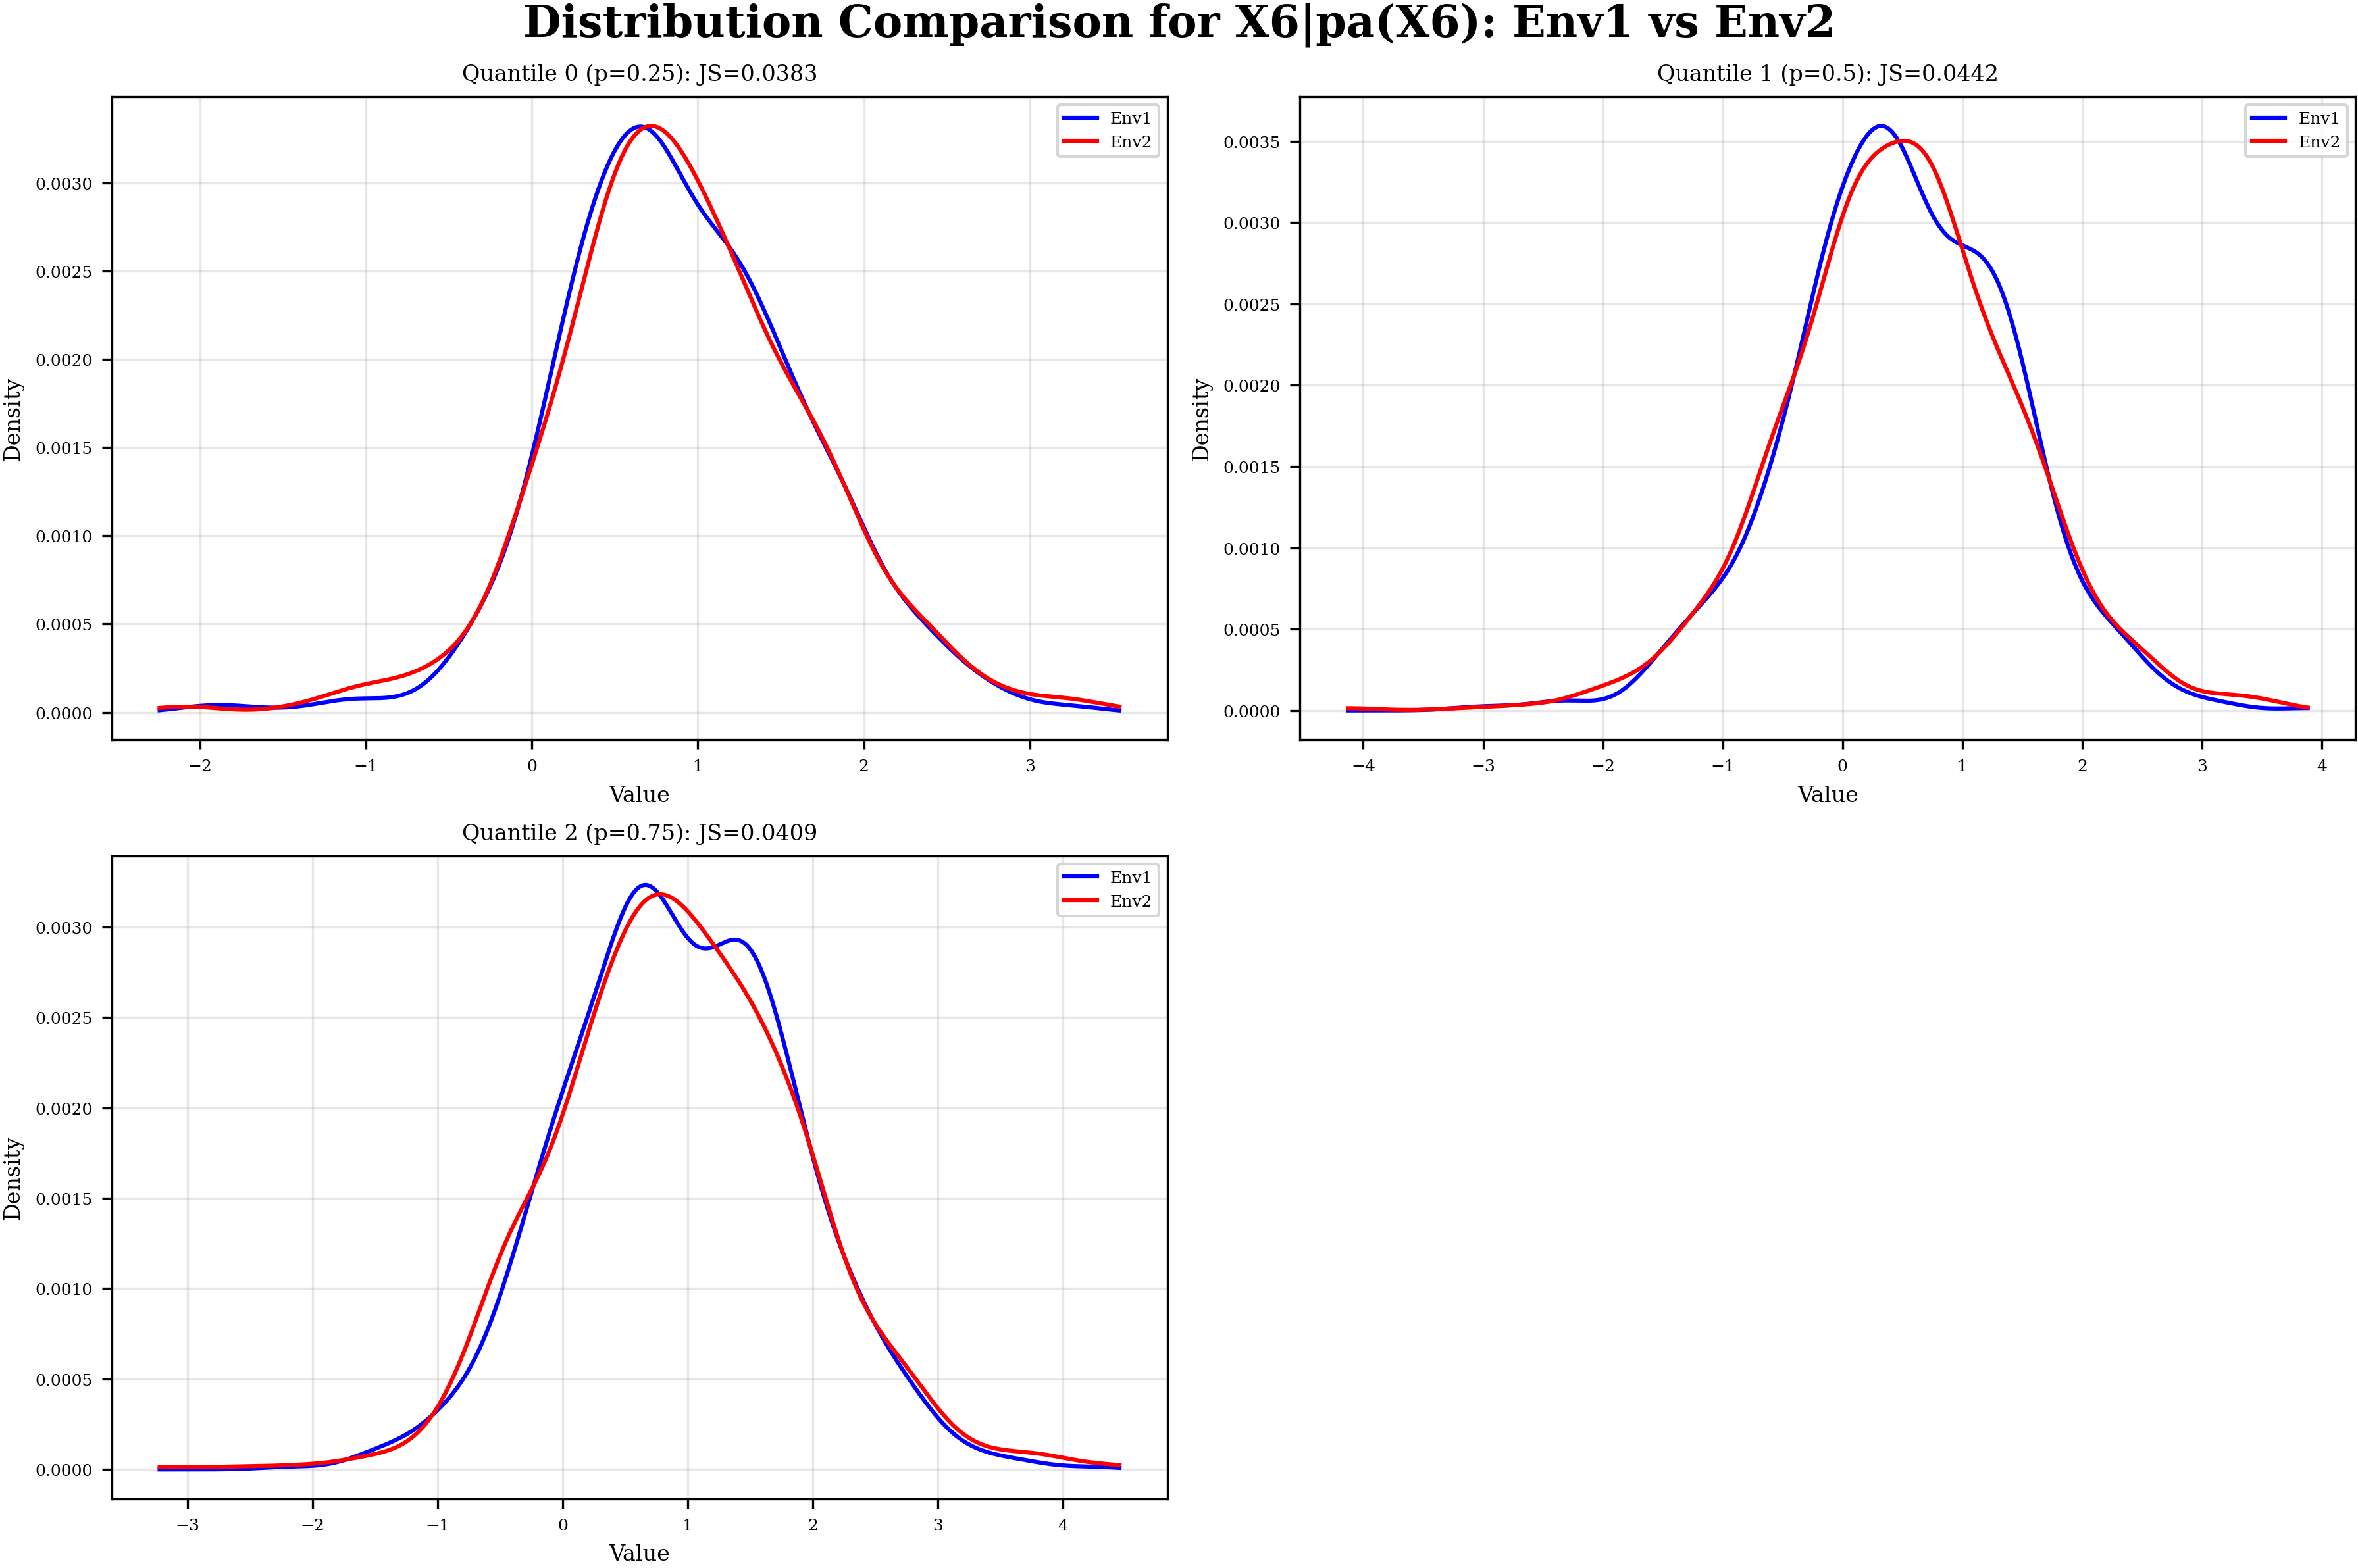 Distribution Comparison for X6|pa(X6): Env1 vs Env2
Quantile 0 (p=0.25): JS=0.0383
Env1
Env2
0.0030
0.0025
0.0020
0.0015
0.0010
0.0005
0.0000
Density
−2
−1
0
1
2
3
Value
Quantile 1 (p=0.5): JS=0.0442
Env1
Env2
0.0035
0.0030
0.0025
0.0020
0.0015
0.0010
0.0005
0.0000
Density
−4
−3
−2
−1
0
1
2
3
4
Value
Quantile 2 (p=0.75): JS=0.0409
Env1
Env2
0.0030
0.0025
0.0020
0.0015
0.0010
0.0005
0.0000
Density
−3
−2
−1
0
1
2
3
4
Value